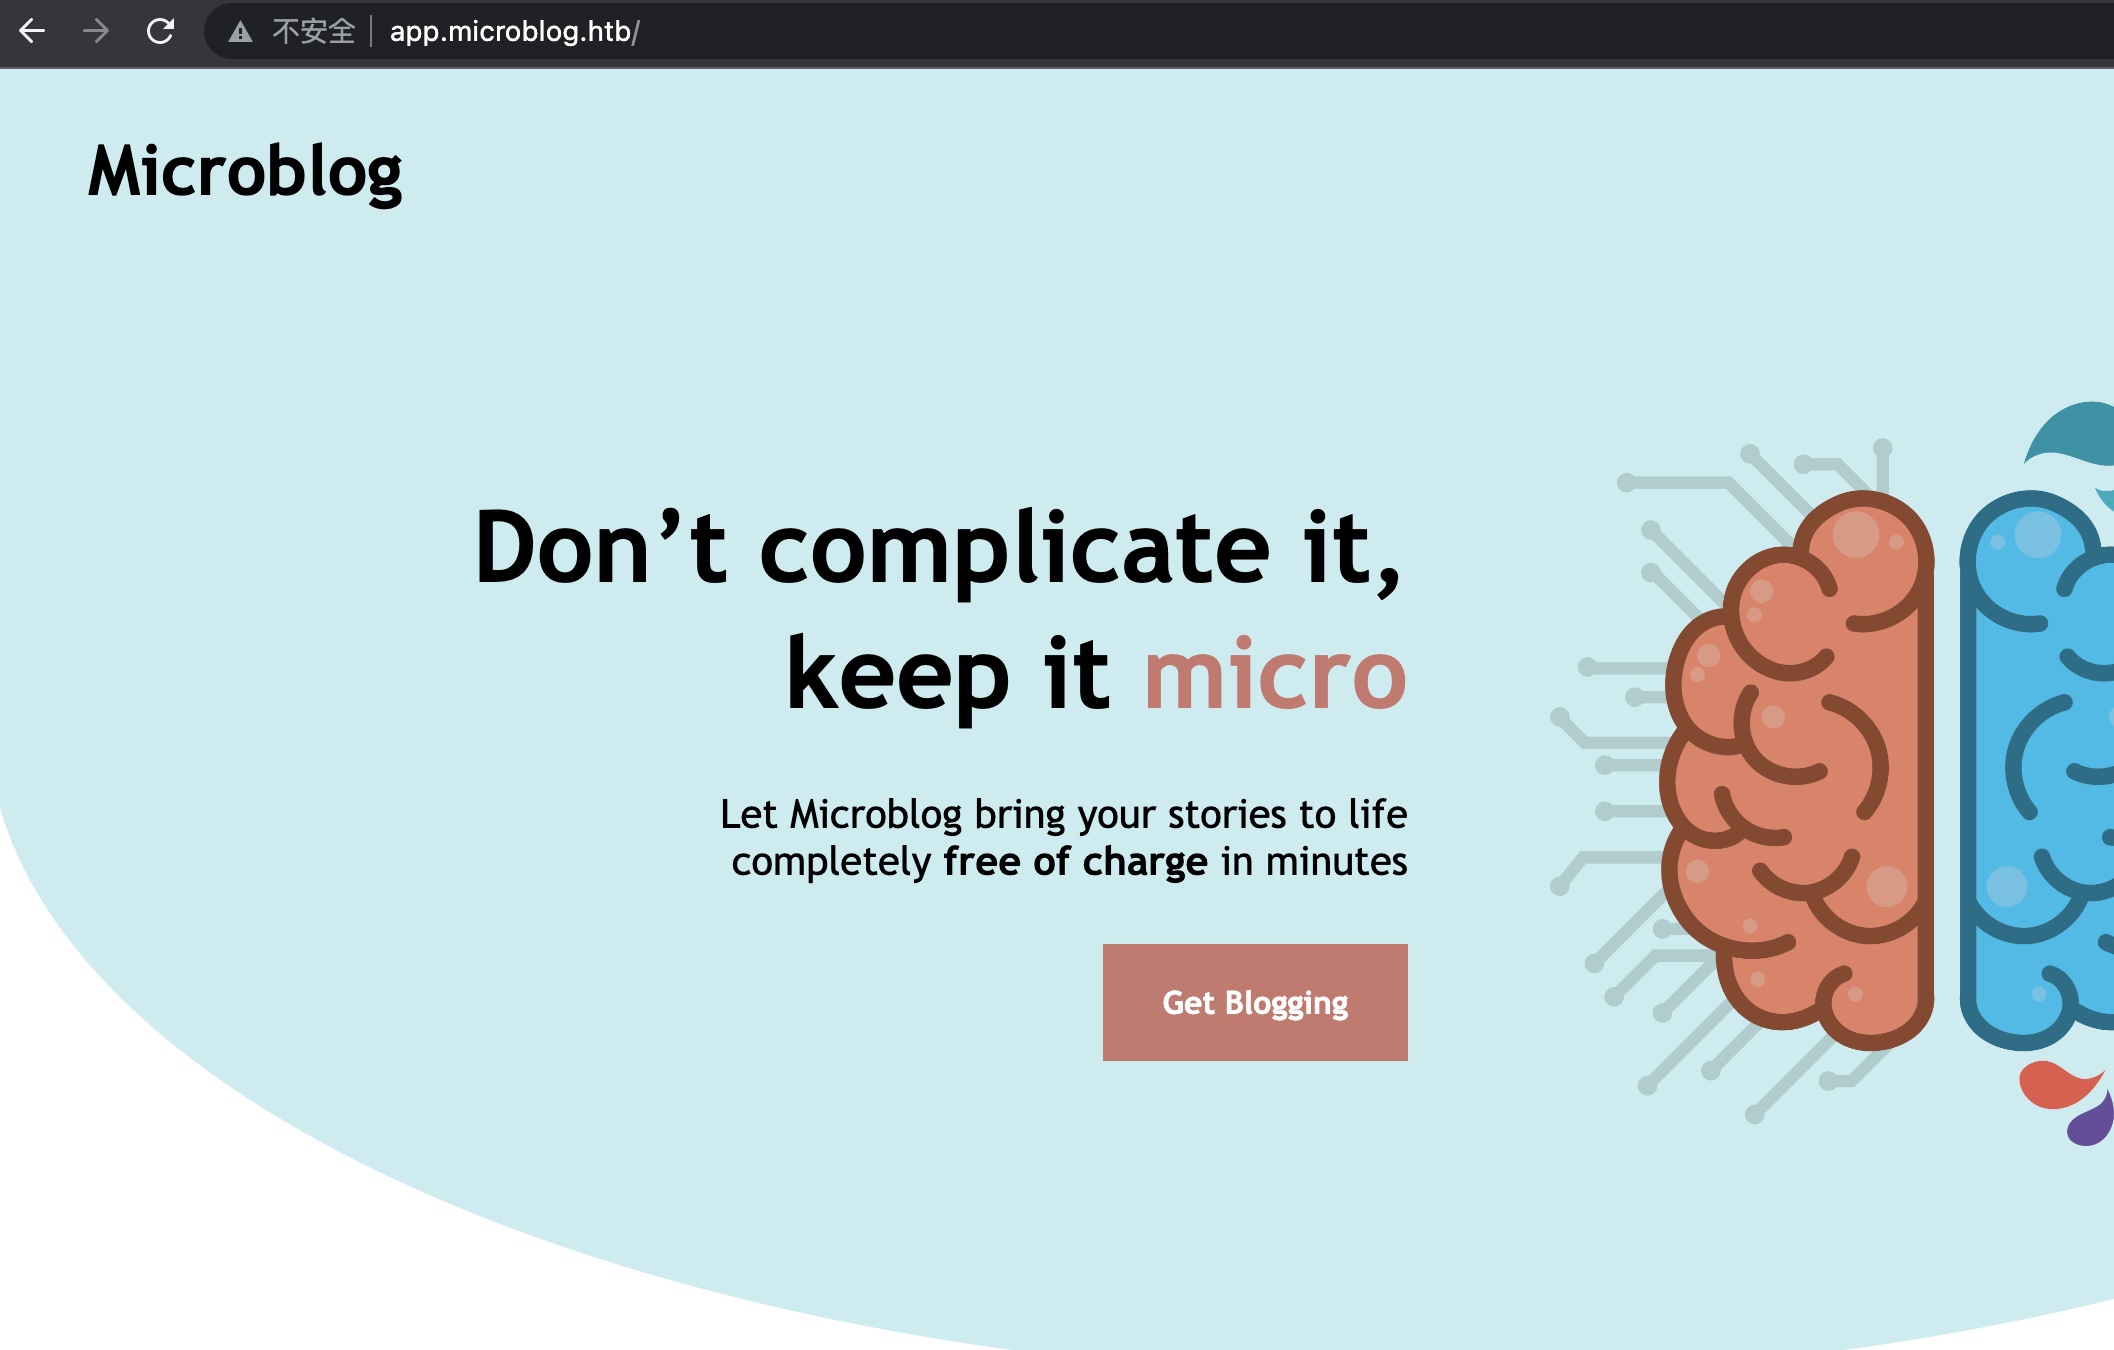 不安全 app.microblog.htb/
Microblog
Don’t complicate it,
keep it micro
Let Microblog bring your stories to life
completely free of charge in minutes
Get Blogging